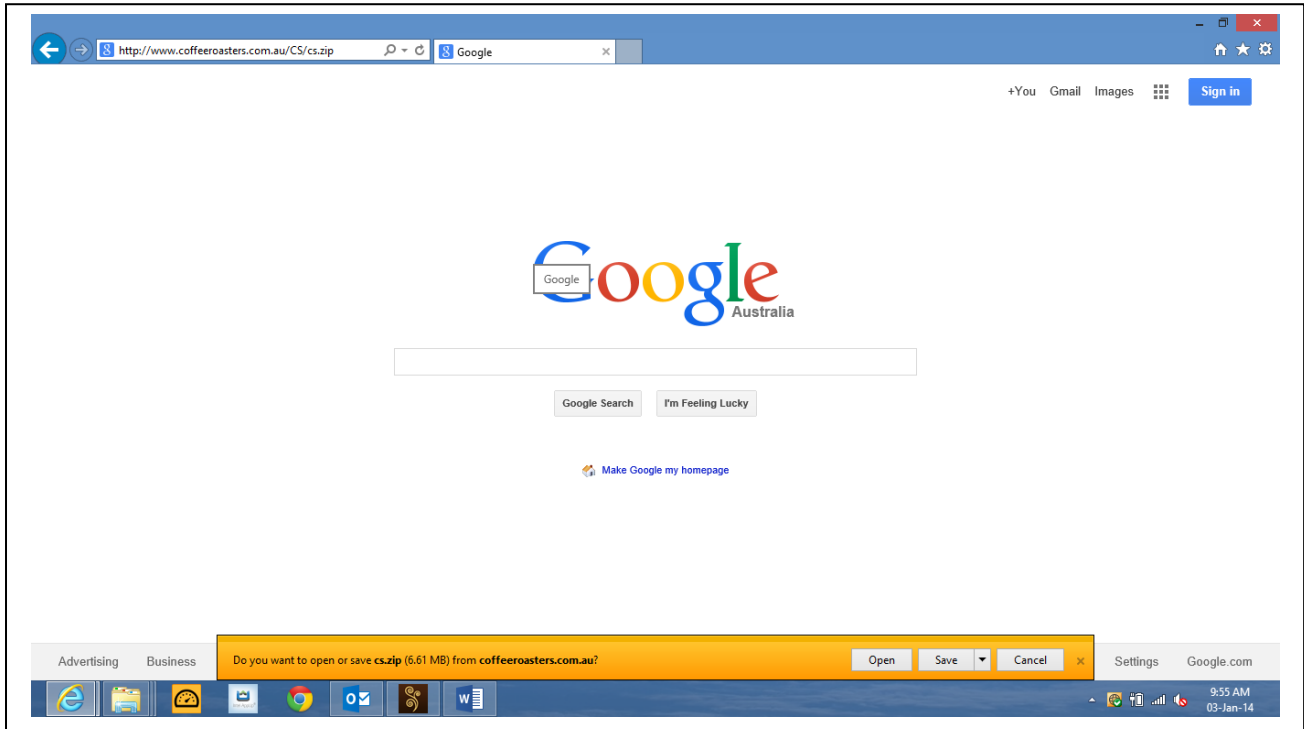 http://www.coffeeroasters.com.au/CS/cs.zip
Google
+You Gmail Images Sign in
Google
Google
Australia
Google Search I'm Feeling Lucky
Make Google my homepage
Advertising Business
Do you want to open or save cs.zip (6.61 MB) from coffeeroasters.com.au? Open Save Cancel
Settings Google.com
9:55 AM
03-Jan-14